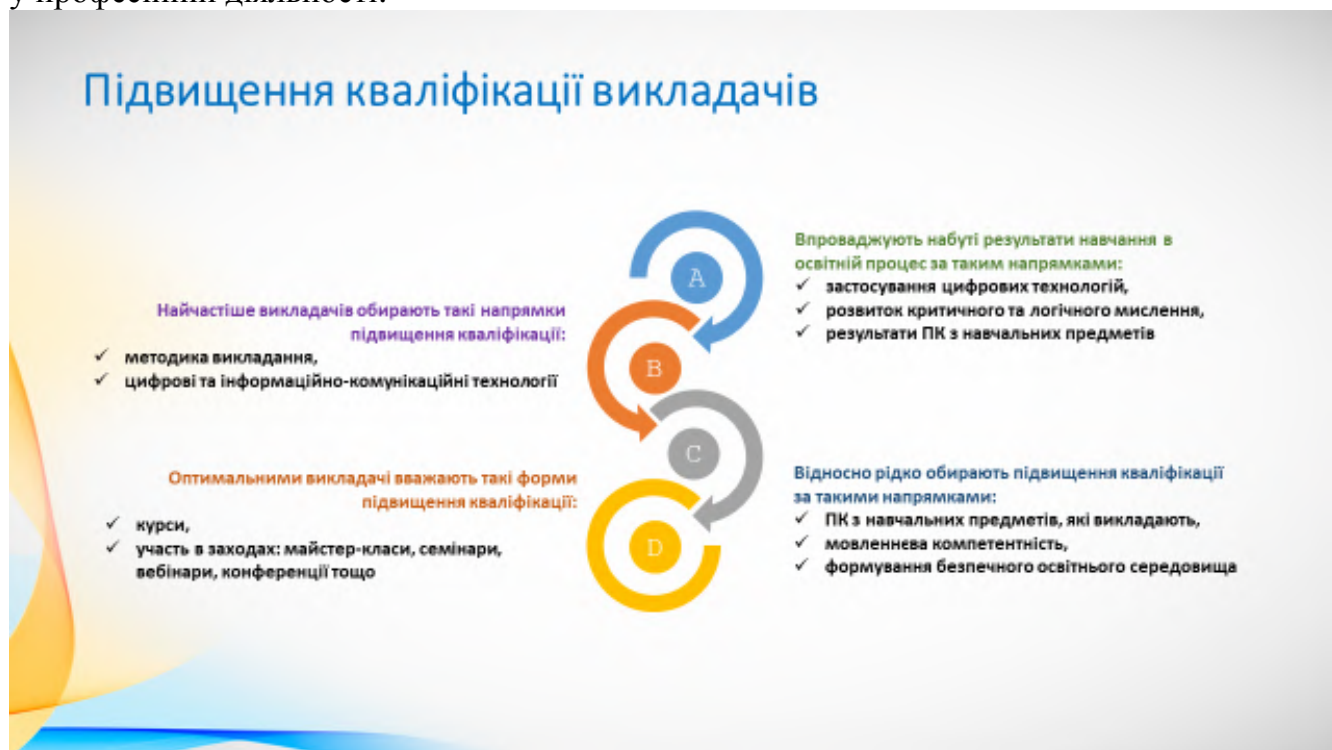 у професійній діяльності.
Підвищення кваліфікації викладачів
A
Впроваджують набуті результати навчання в
освітній процес за таким напрямками:
✓ застосування цифрових технологій,
✓ розвиток критичного та логічного мислення,
✓ результати ПК з навчальних предметів
Найчастіше викладачів обирають такі напрямки
підвищення кваліфікації:
✓ методика викладання,
✓ цифрові та інформаційно-комунікаційні технології
B
C
Оптимальними викладачі вважають такі форми
підвищення кваліфікації:
✓ курси,
✓ участь в заходах: майстер-класи, семінари,
вебінари, конференції тощо
D
Відносно рідко обирають підвищення кваліфікації
за такими напрямками:
✓ ПК з навчальних предметів, які викладають,
✓ мовленнєва компетентність,
✓ формування безпечного освітнього середовища